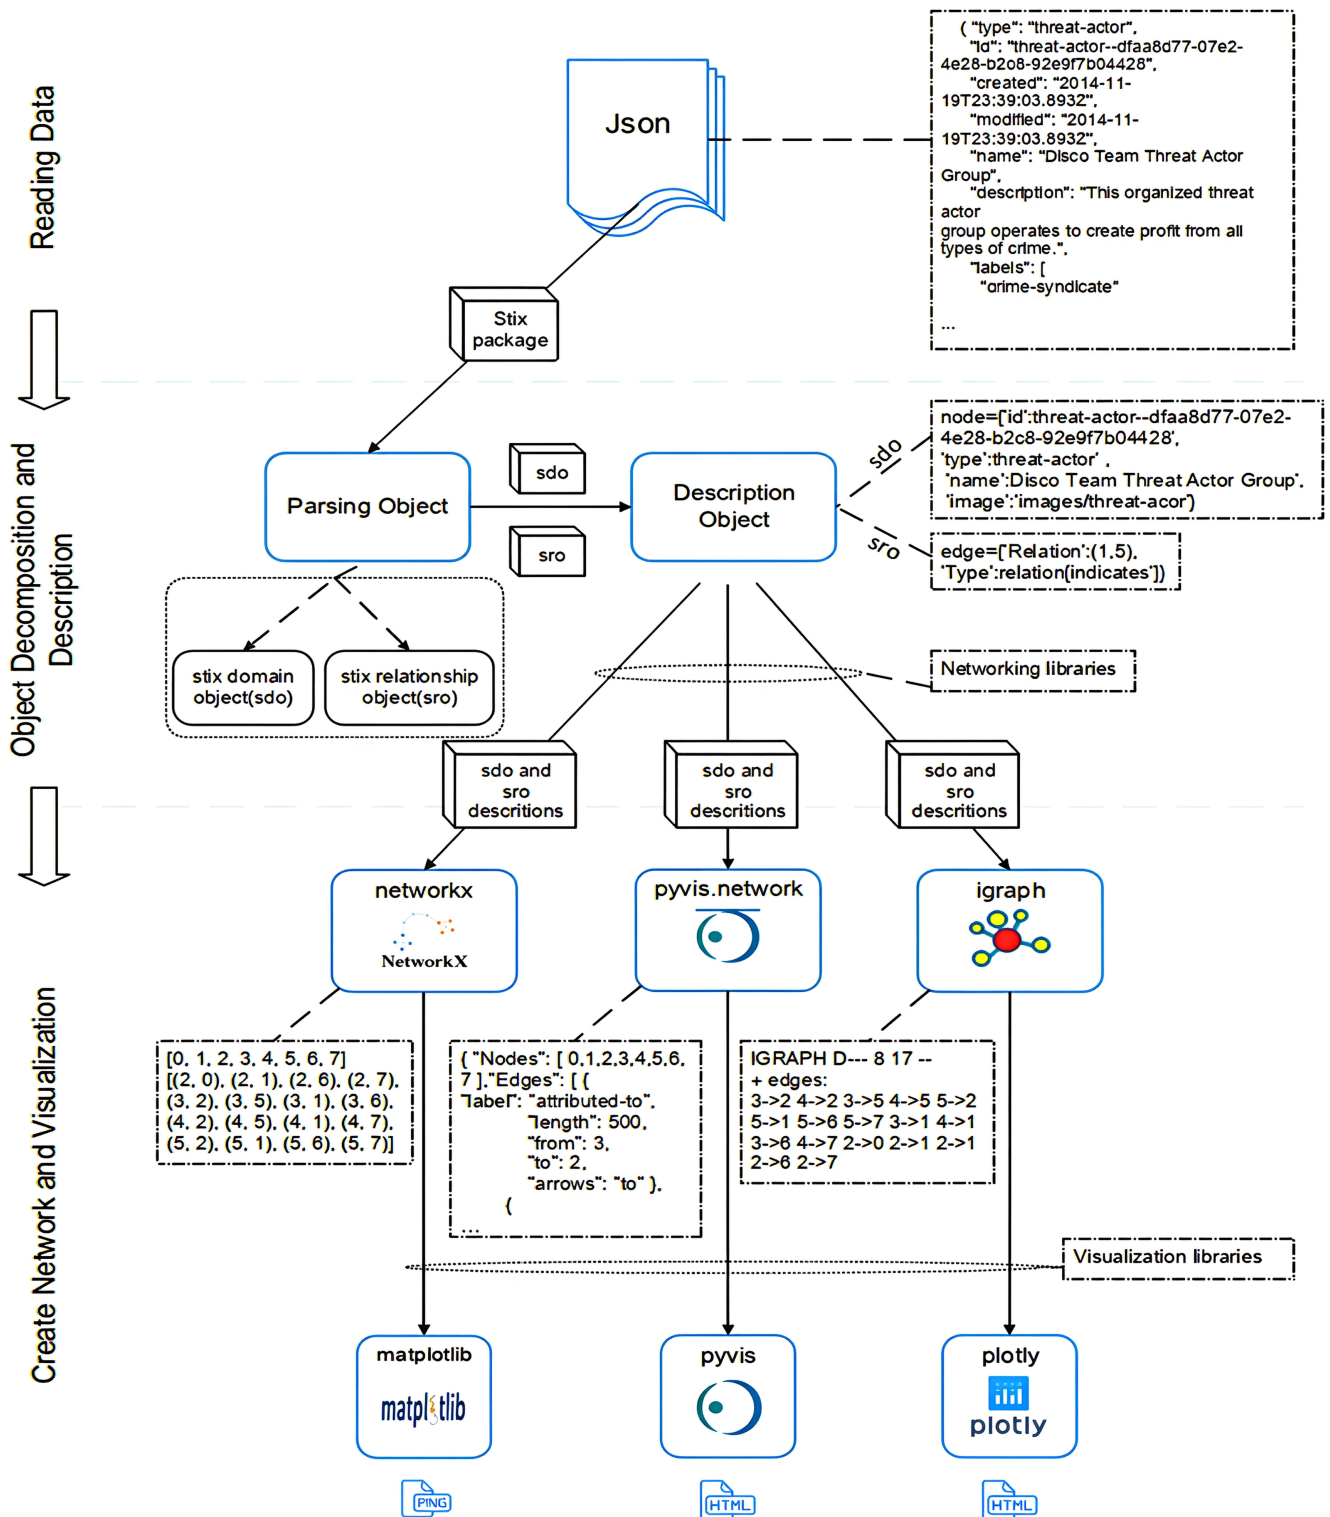 Reading Data
Json
{ "type": "threat-actor",
"Id": "threat-actor--dfaa8d77-07e2-
4e28-b2o8-92e9f7b04428",
"created": "2014-11-
19T23:39:03.8932",
"modified": "2014-11-
19T23:39:03.8932",
"name": "Disco Team Threat Actor
Group",
"description": "This organized threat
actor
group operates to create profit from all
types of crime.",
"labels": [
"orime-syndicate"
...
Stix
package
Object Decomposition and
Description
Parsing Object
sdo
sro
Description
Object
sdo
sro
node=['id':threat-actor--dfaa8d77-07e2-
4e28-b2c8-92e9f7b04428',
'type':threat-actor' ,
'name':Disco Team Threat Actor Group',
'image':'images/threat-acor')
edge=['Relation':(1,5),
'Type':relation(indicates'])
stix domain
object(sdo)
stix relationship
object(sro)
Networking libraries
sdo and
sro
descritions
sdo and
sro
descritions
sdo and
sro
descritions
Create Network and Visualization
networkx
NetworkX
pyvis.network
igraph
[0, 1, 2, 3, 4, 5, 6, 7]
[(2, 0), (2, 1), (2, 6), (2, 7),
(3, 2), (3, 5), (3, 1), (3, 6),
(4, 2), (4, 5), (4, 1), (4, 7),
(5, 2), (5, 1), (5, 6), (5, 7)]
{ "Nodes": [ 0,1,2,3,4,5,6,
7 ],"Edges": [ {
"label": "attributed-to",
"length": 500,
"from": 3,
"to": 2,
"arrows": "to" },
{
...
IGRAPH D--- 8 17 --
+ edges:
3->2 4->2 3->5 4->5 5->2
5->1 5->6 5->7 3->1 4->1
3->6 4->7 2->0 2->1 2->1
2->6 2->7
Visualization libraries
matplotlib
matplotlib
pyvis
plotly
plotly
PING
HTML
HTML